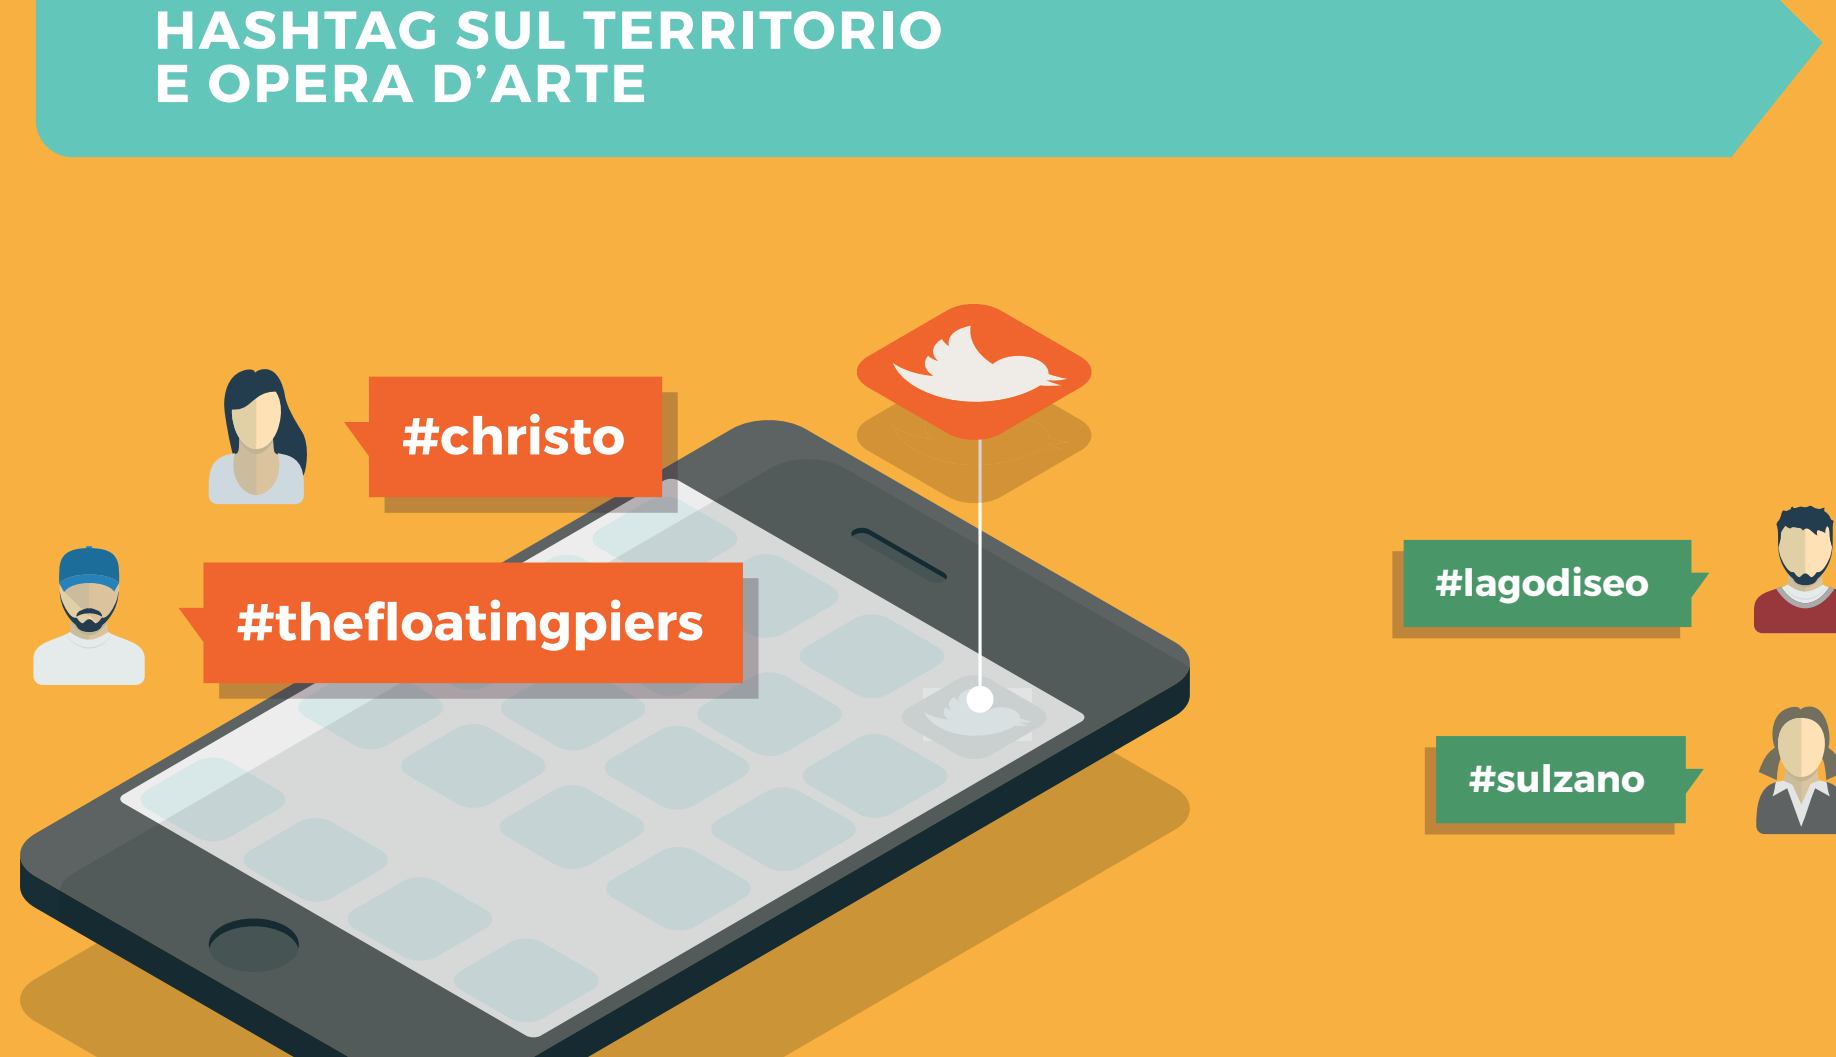 HASHTAG SUL TERRITORIO
E OPERA D’ARTE
#christo
#thefloatingpiers
#lagodiseo
#sulzano